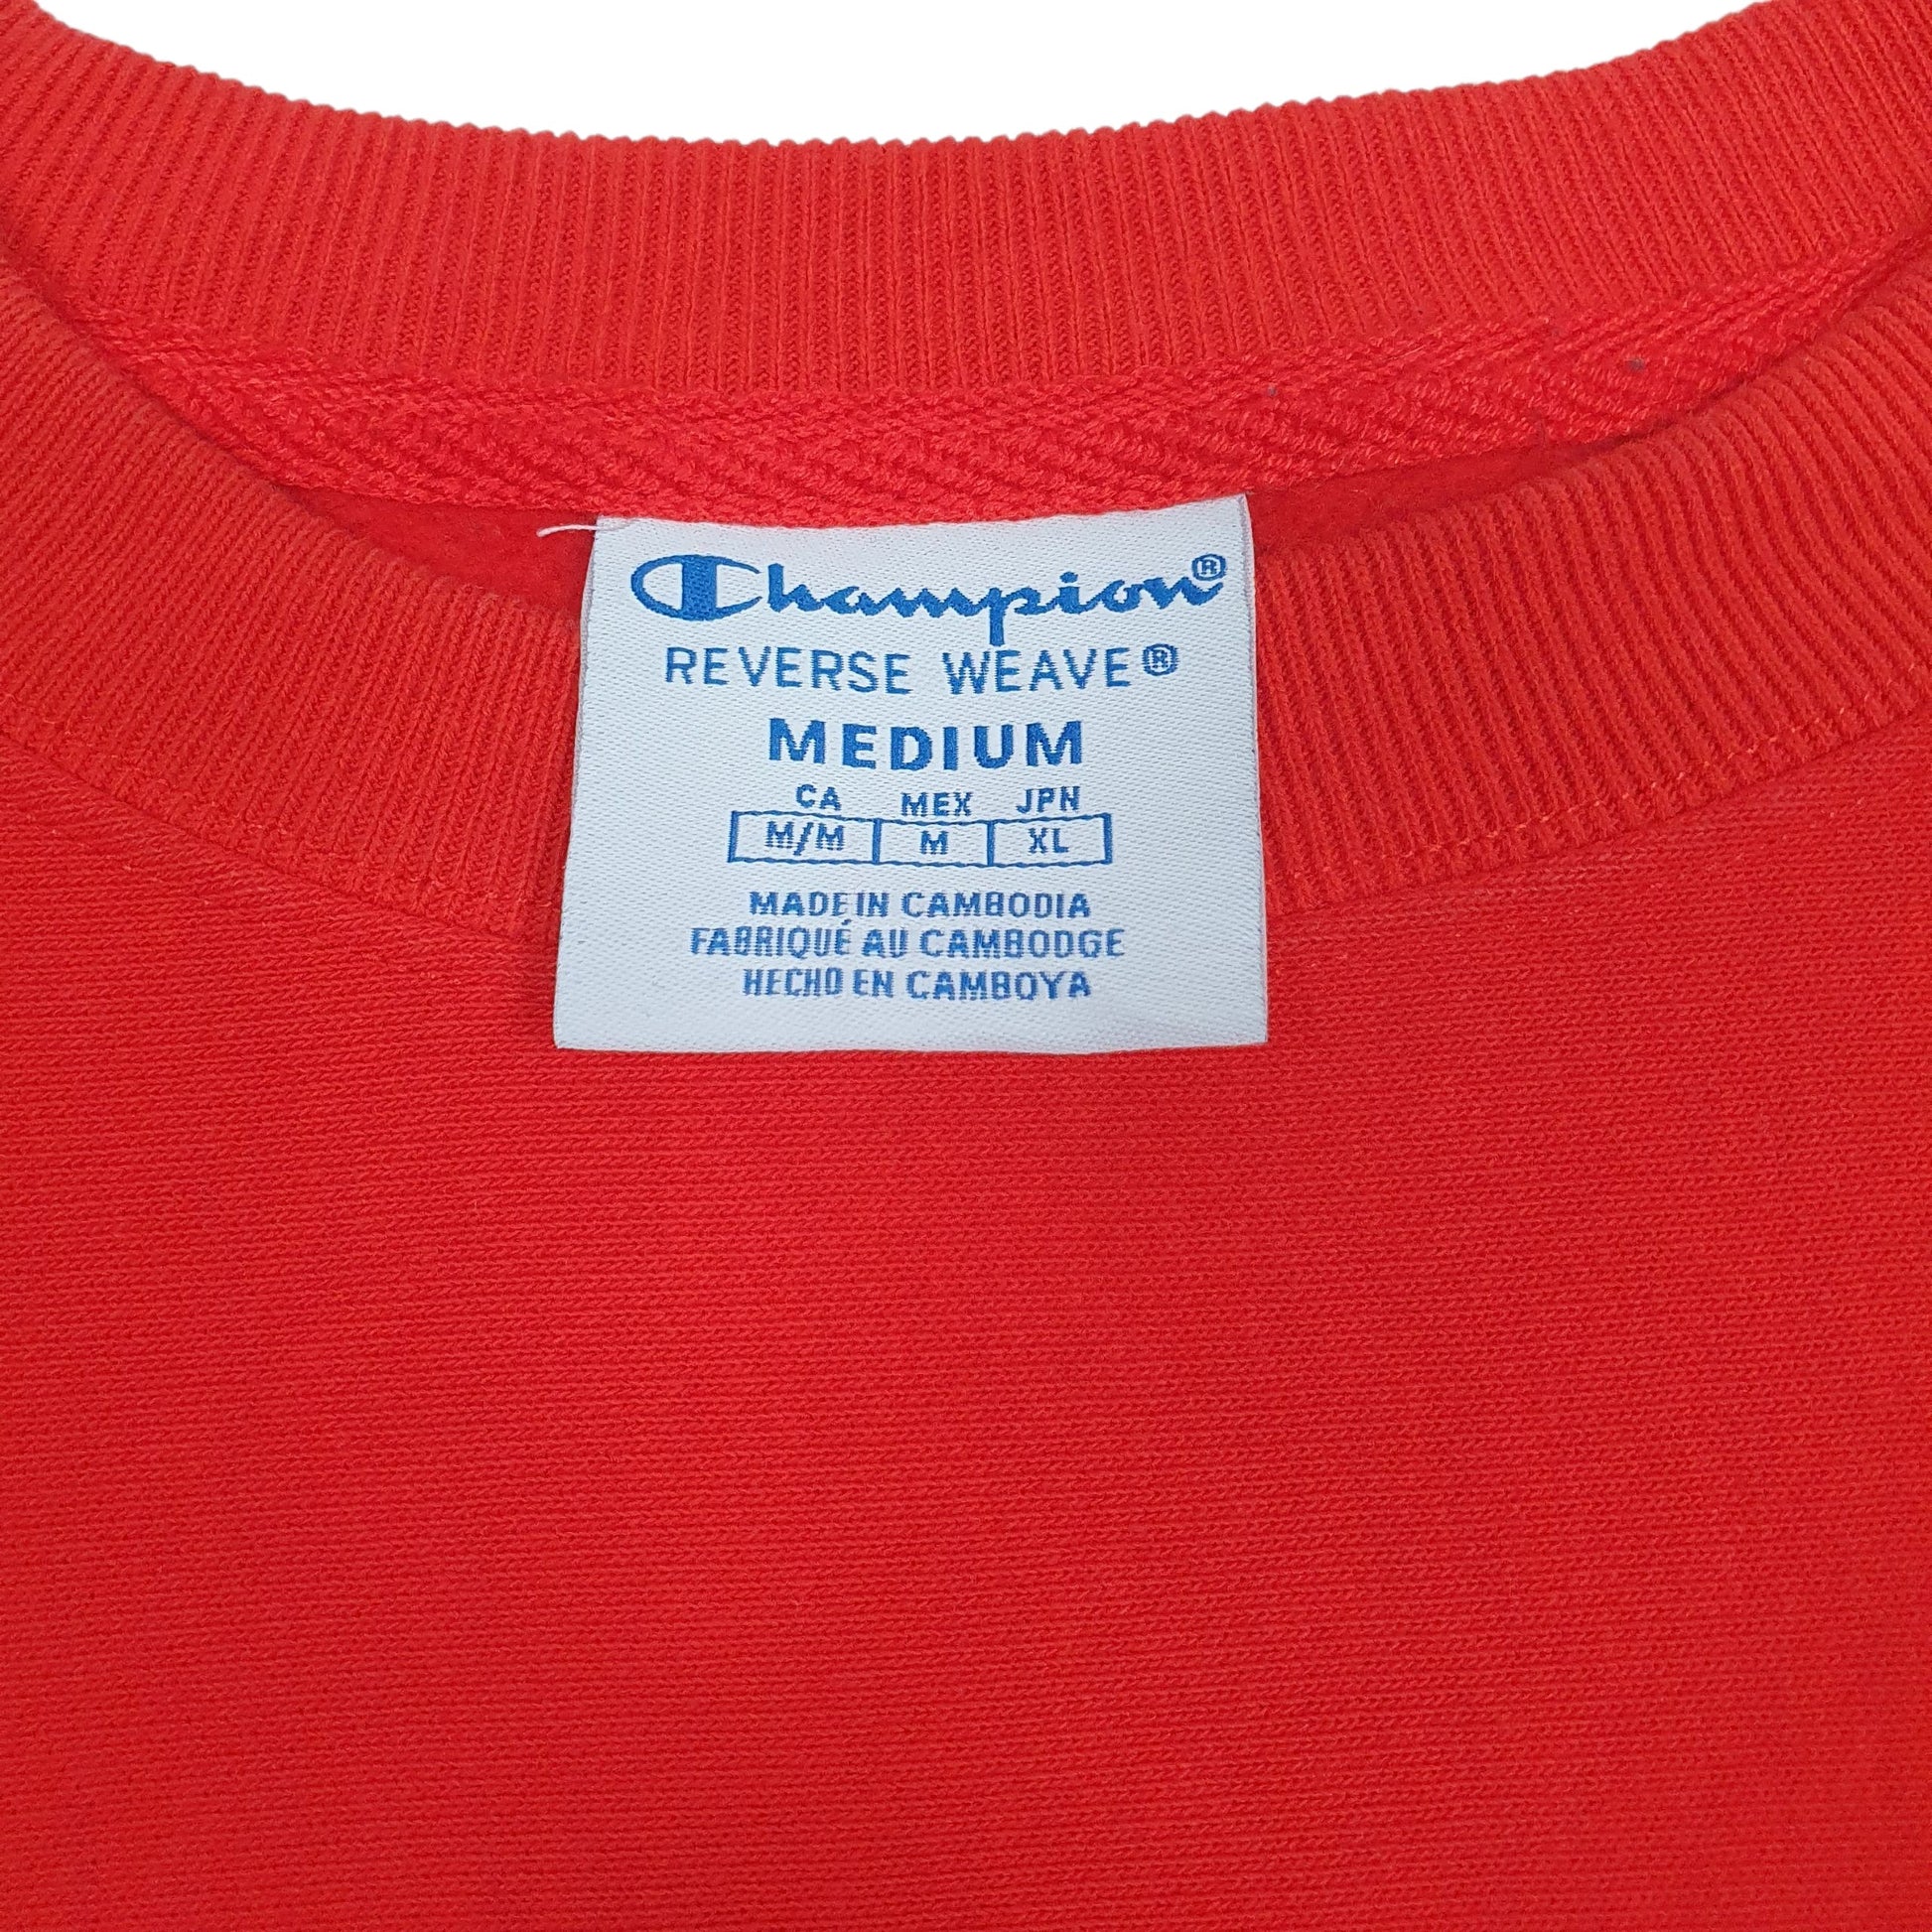 Champion®
REVERSE WEAVE®
MEDIUM
CA MEX JPN
M/M M XL
MADE IN CAMBODIA
FABRIQUÉ AU CAMBODGE
HECHO EN CAMBOYA